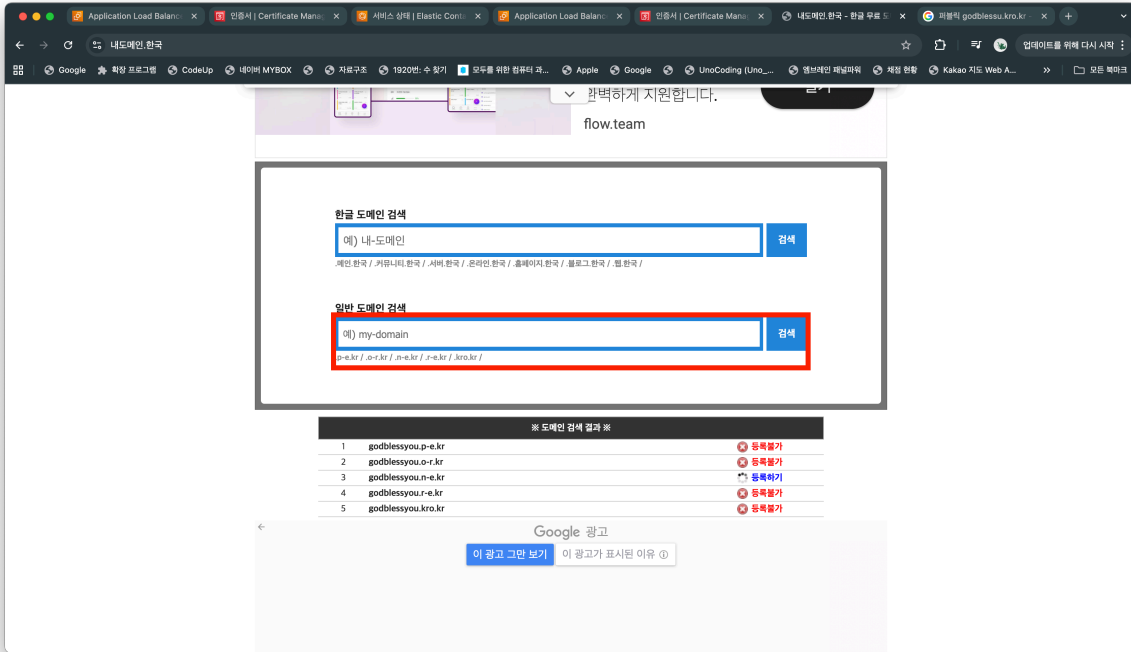 Application Load Balanc
인증서 | Certificate Manag
서비스 상태 | Elastic Conta
Application Load Balanc
인증서 | Certificate Manag
내도메인.한국 - 한글 무료 도
퍼블릭 godblessu.kro.kr -
내도메인.한국
업데이트를 위해 다시 시작
Google
확장 프로그램
CodeUp
네이버 MYBOX
자료구조
1920번: 수 찾기
모두를 위한 컴퓨터 과...
Apple
Google
UnoCoding (Uno_...
엠브레인 패널파워
채점 현황
Kakao 지도 Web A...
모든 북마크
완벽하게 지원합니다.
열기
flow.team
한글 도메인 검색
예) 내-도메인
검색
.메인.한국 / .커뮤니티.한국 / .서버.한국 / .온라인.한국 / .홈페이지.한국 / .블로그.한국 / .웹.한국 /
일반 도메인 검색
예) my-domain
검색
.p-e.kr / .o-r.kr / .n-e.kr / .r-e.kr / .kro.kr /
※ 도메인 검색 결과 ※
1 godblessyou.p-e.kr 등록불가
2 godblessyou.o-r.kr 등록불가
3 godblessyou.n-e.kr 등록하기
4 godblessyou.r-e.kr 등록불가
5 godblessyou.kro.kr 등록불가
Google 광고
이 광고 그만 보기
이 광고가 표시된 이유